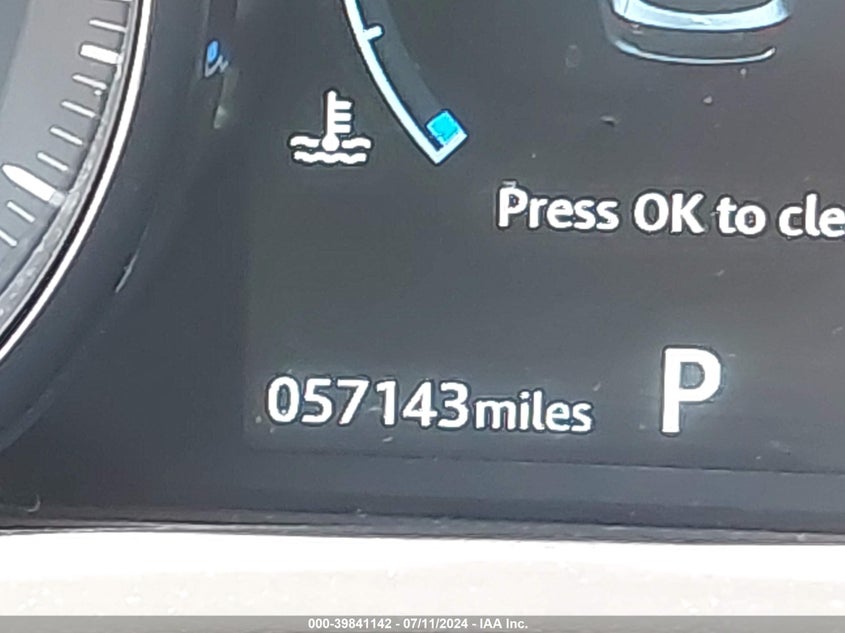 Press OK to cle
057143miles P
000-39841142 - 07/11/2024 - IAA Inc.